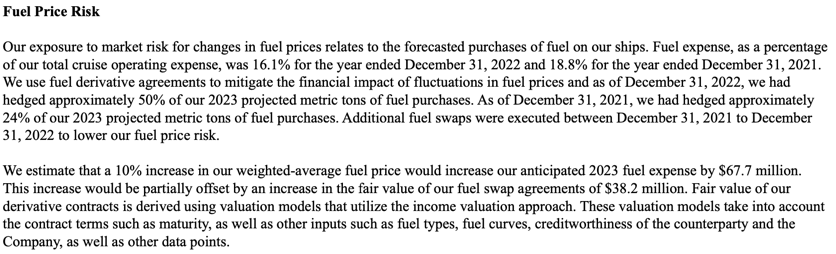 Fuel Price Risk
Our exposure to market risk for changes in fuel prices relates to the forecasted purchases of fuel on our ships. Fuel expense, as a percentage
of our total cruise operating expense, was 16.1% for the year ended December 31, 2022 and 18.8% for the year ended December 31, 2021.
We use fuel derivative agreements to mitigate the financial impact of fluctuations in fuel prices and as of December 31, 2022, we had
hedged approximately 50% of our 2023 projected metric tons of fuel purchases. As of December 31, 2021, we had hedged approximately
24% of our 2023 projected metric tons of fuel purchases. Additional fuel swaps were executed between December 31, 2021 to December
31, 2022 to lower our fuel price risk.
We estimate that a 10% increase in our weighted-average fuel price would increase our anticipated 2023 fuel expense by $67.7 million.
This increase would be partially offset by an increase in the fair value of our fuel swap agreements of $38.2 million. Fair value of our
derivative contracts is derived using valuation models that utilize the income valuation approach. These valuation models take into account
the contract terms such as maturity, as well as other inputs such as fuel types, fuel curves, creditworthiness of the counterparty and the
Company, as well as other data points.